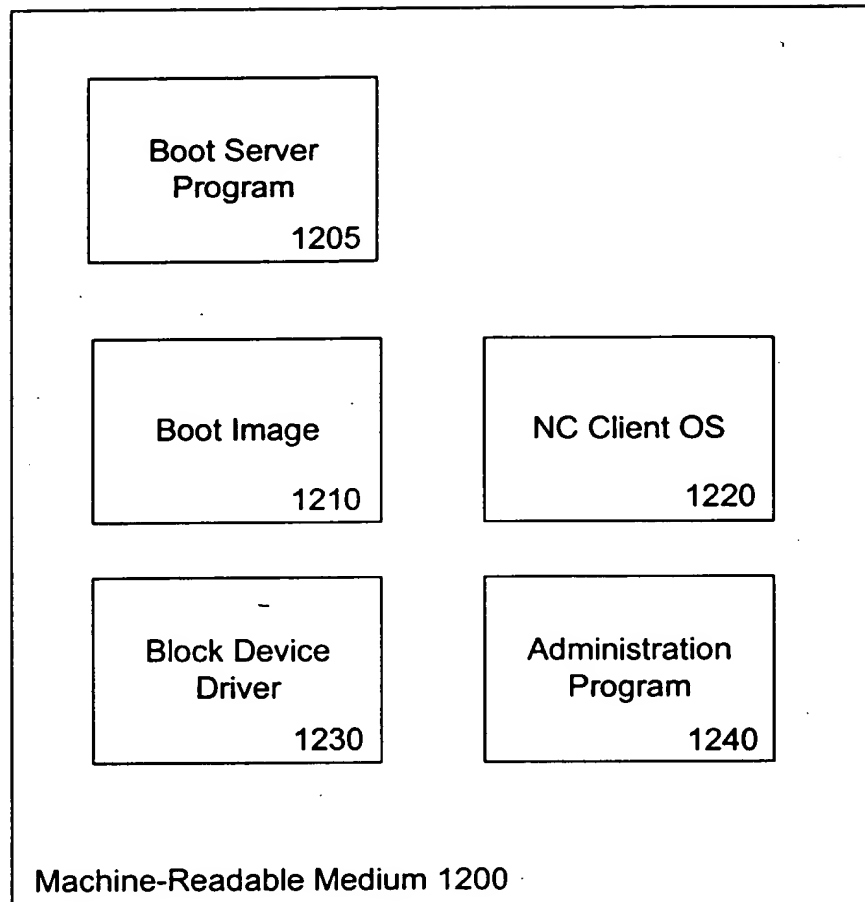 Boot Server
Program
1205
Boot Image
1210
NC Client OS
1220
Block Device
Driver
1230
Administration
Program
1240
Machine-Readable Medium 1200